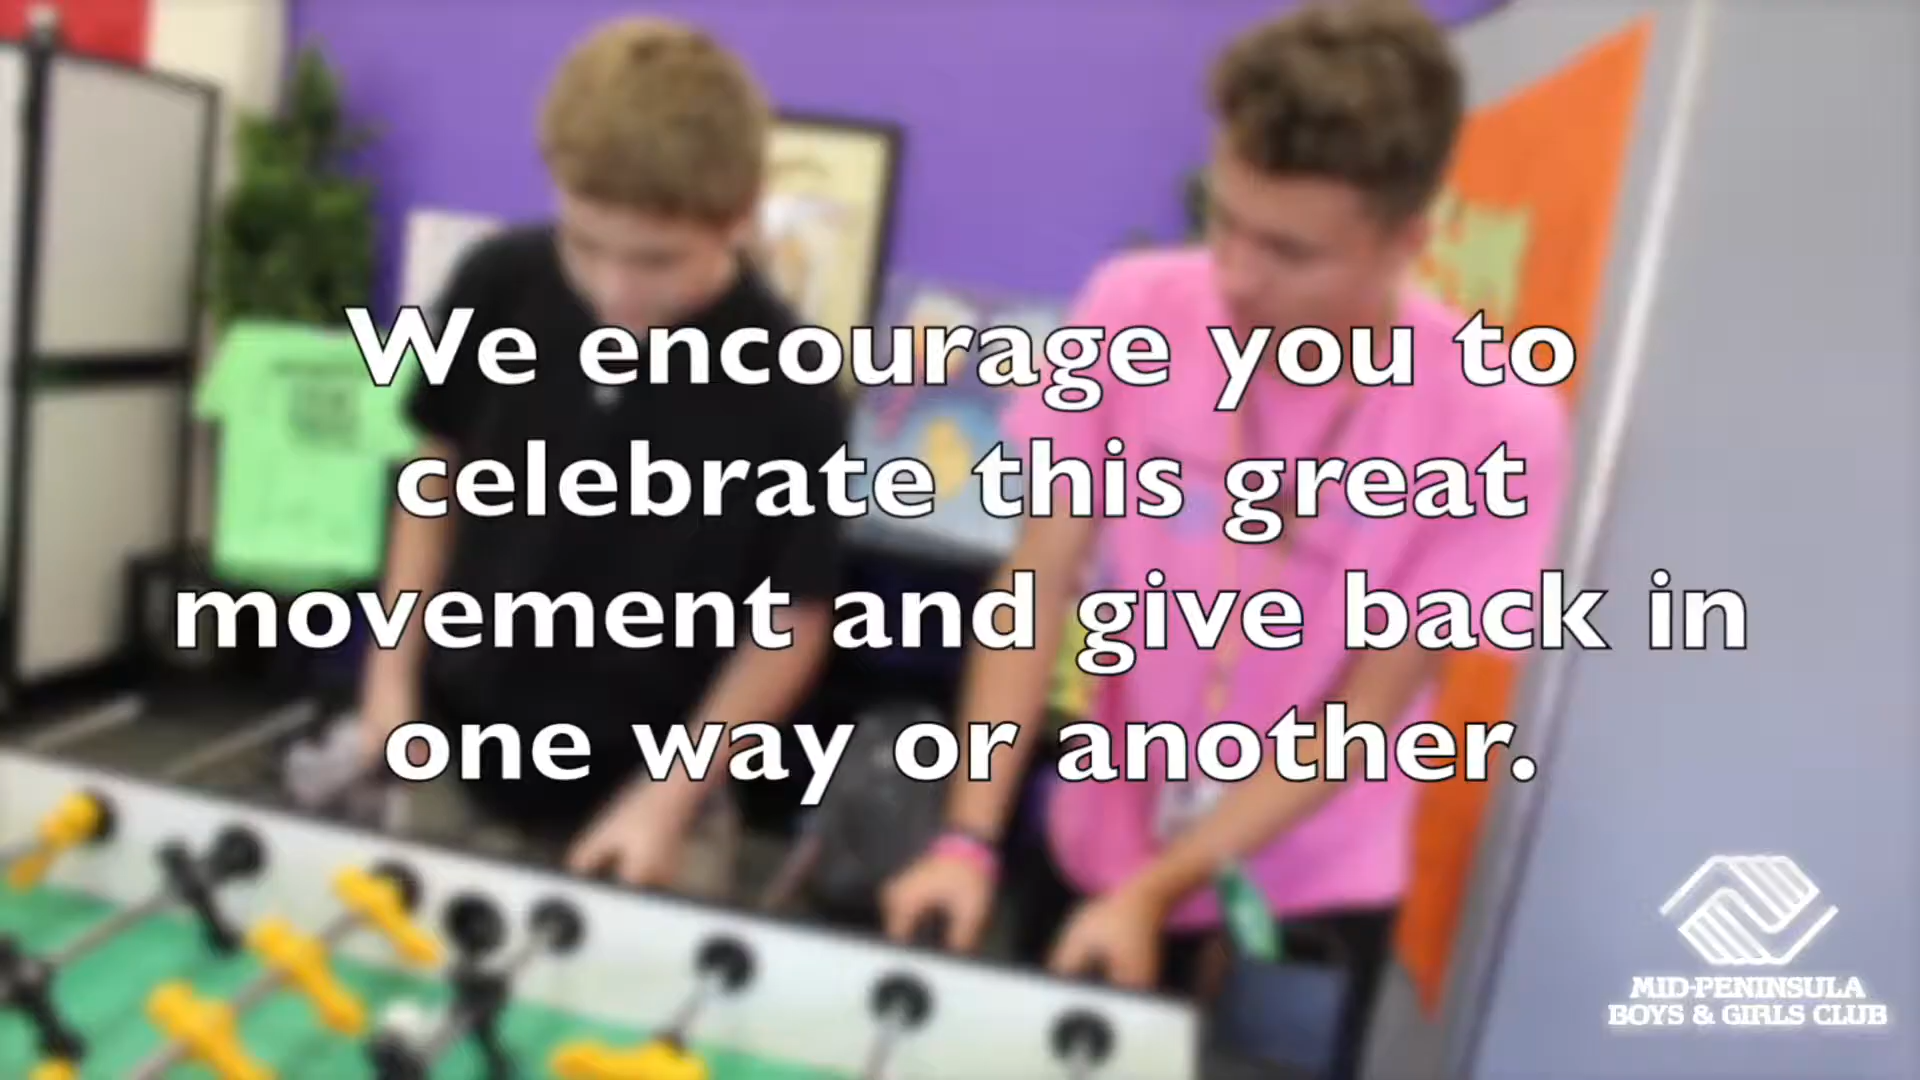 We encourage you to
celebrate this great
movement and give back in
one way or another.
MID-PENINSULA
BOYS & GIRLS CLUB